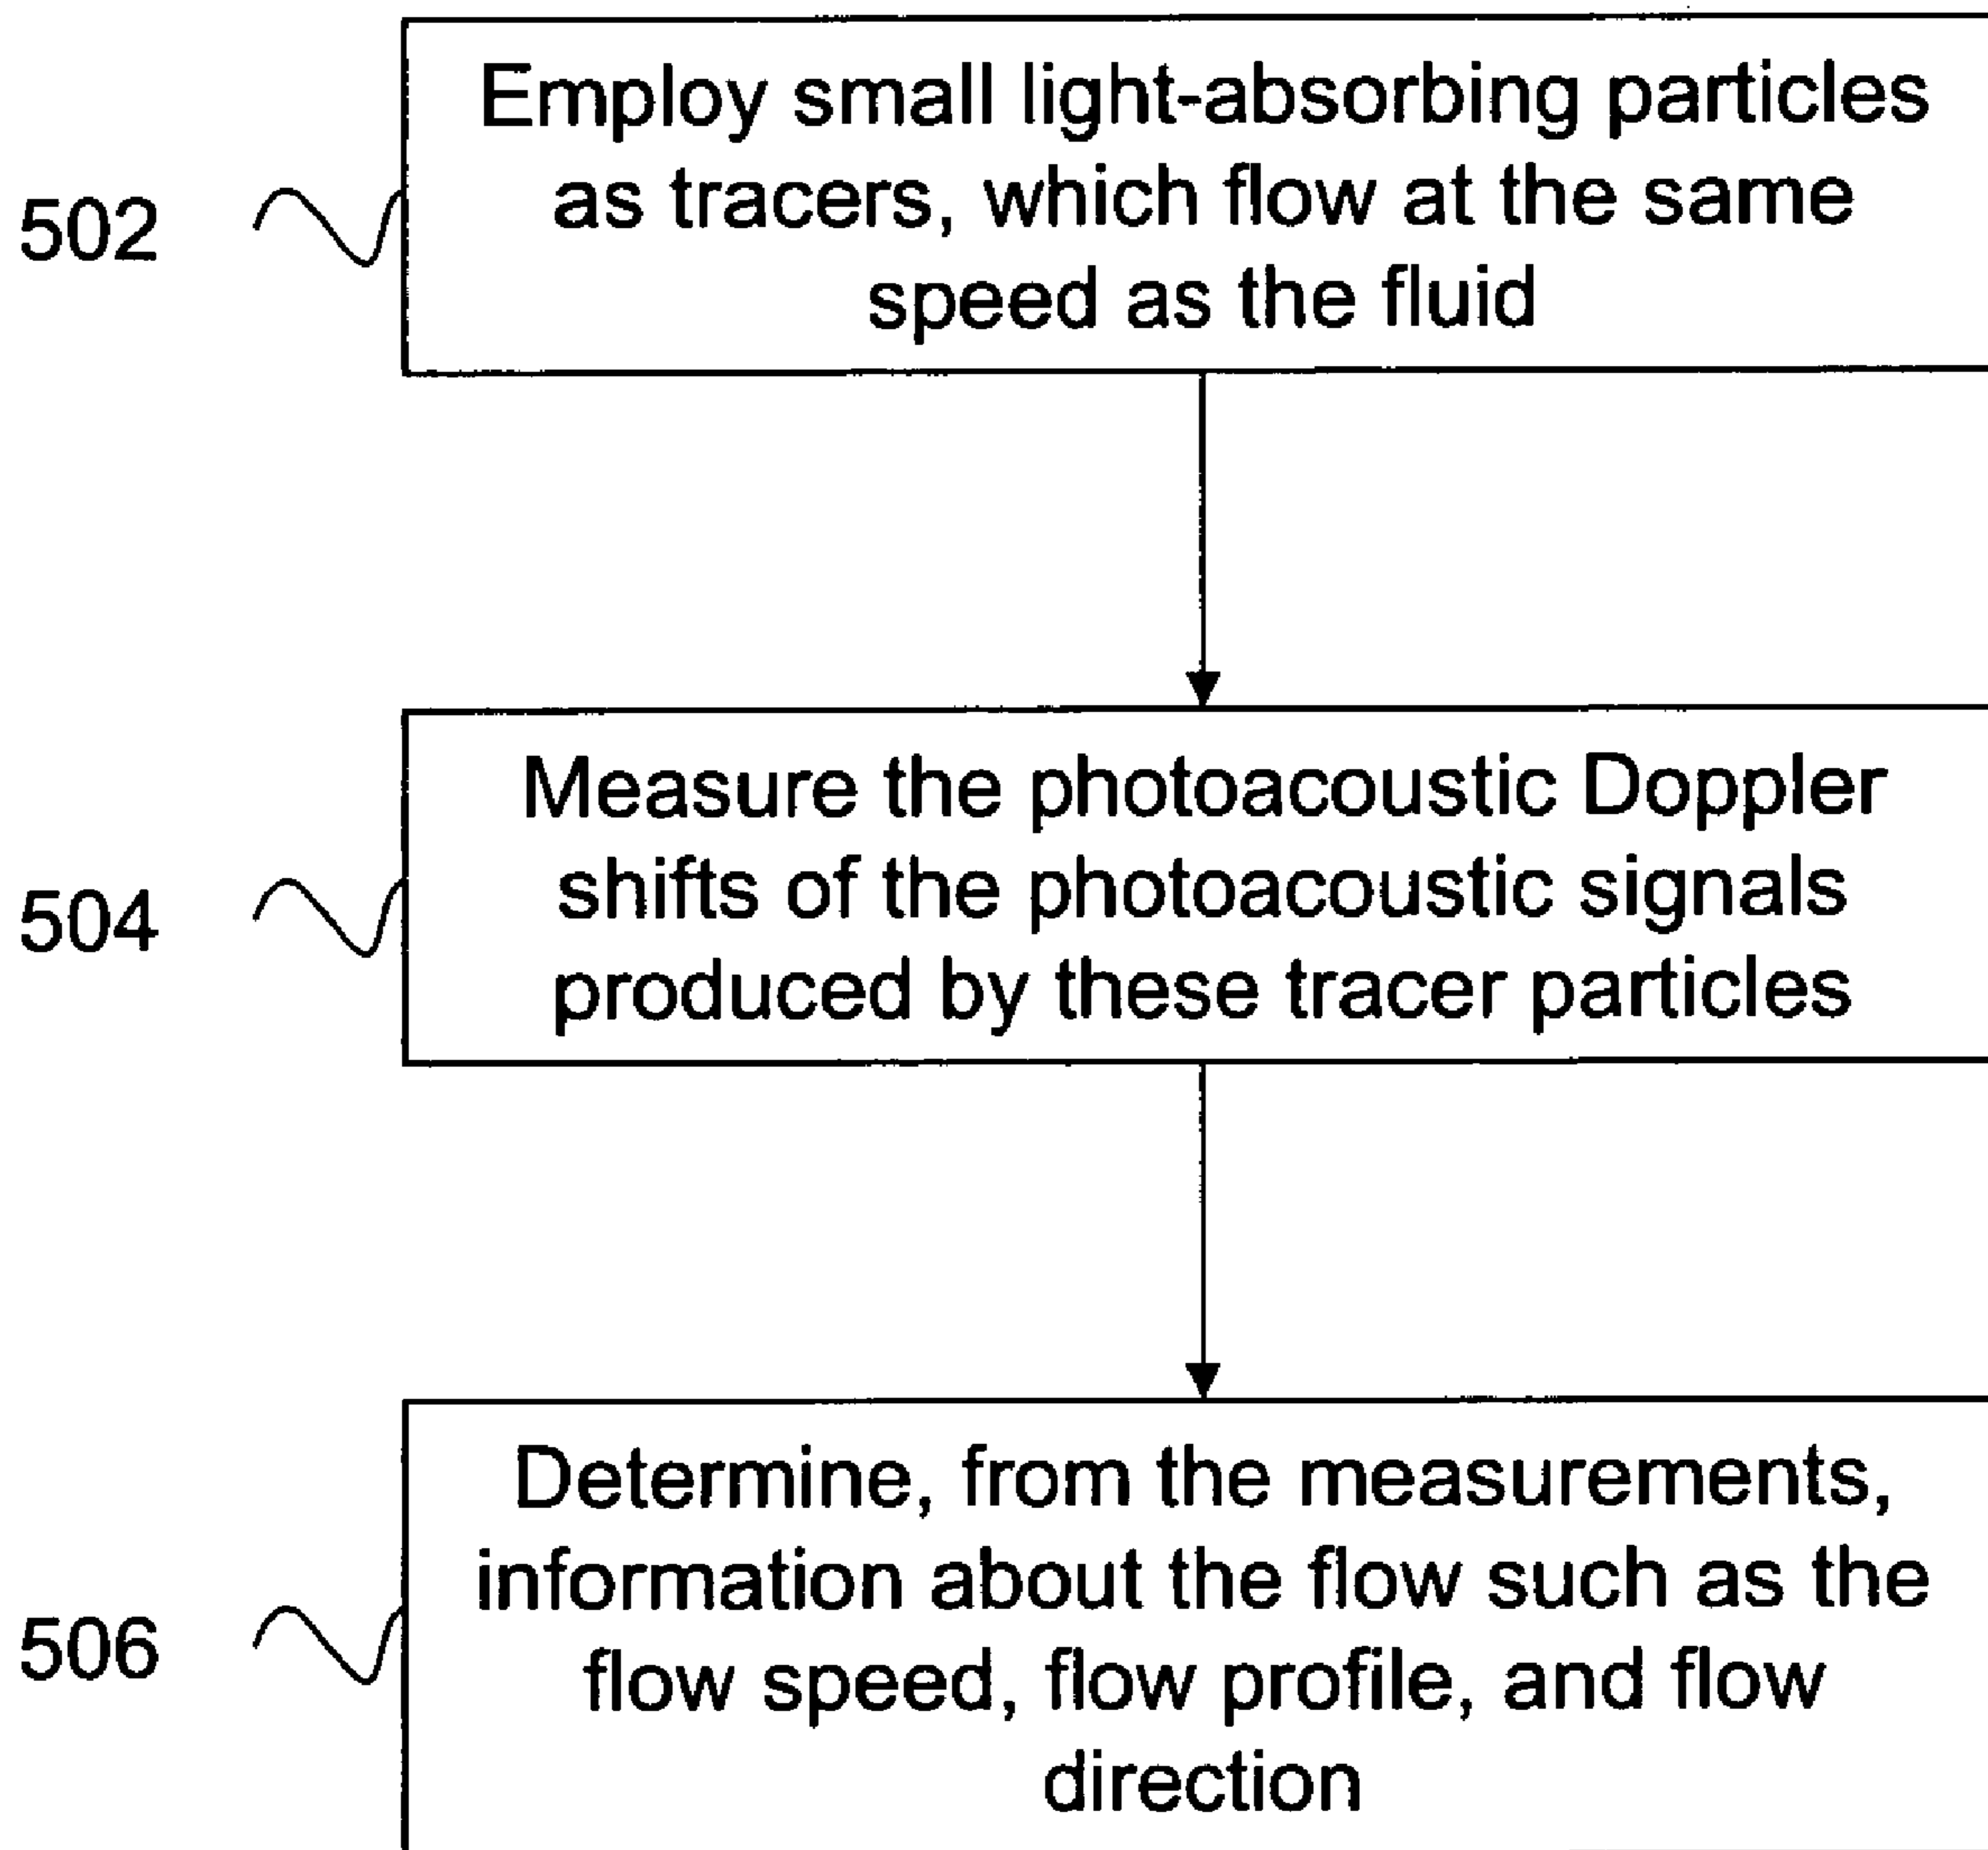 Employ small light-absorbing particles
as tracers, which flow at the same
speed as the fluid
502
Measure the photoacoustic Doppler
shifts of the photoacoustic signals
produced by these tracer particles
504
Determine, from the measurements,
information about the flow such as the
flow speed, flow profile, and flow
direction
506